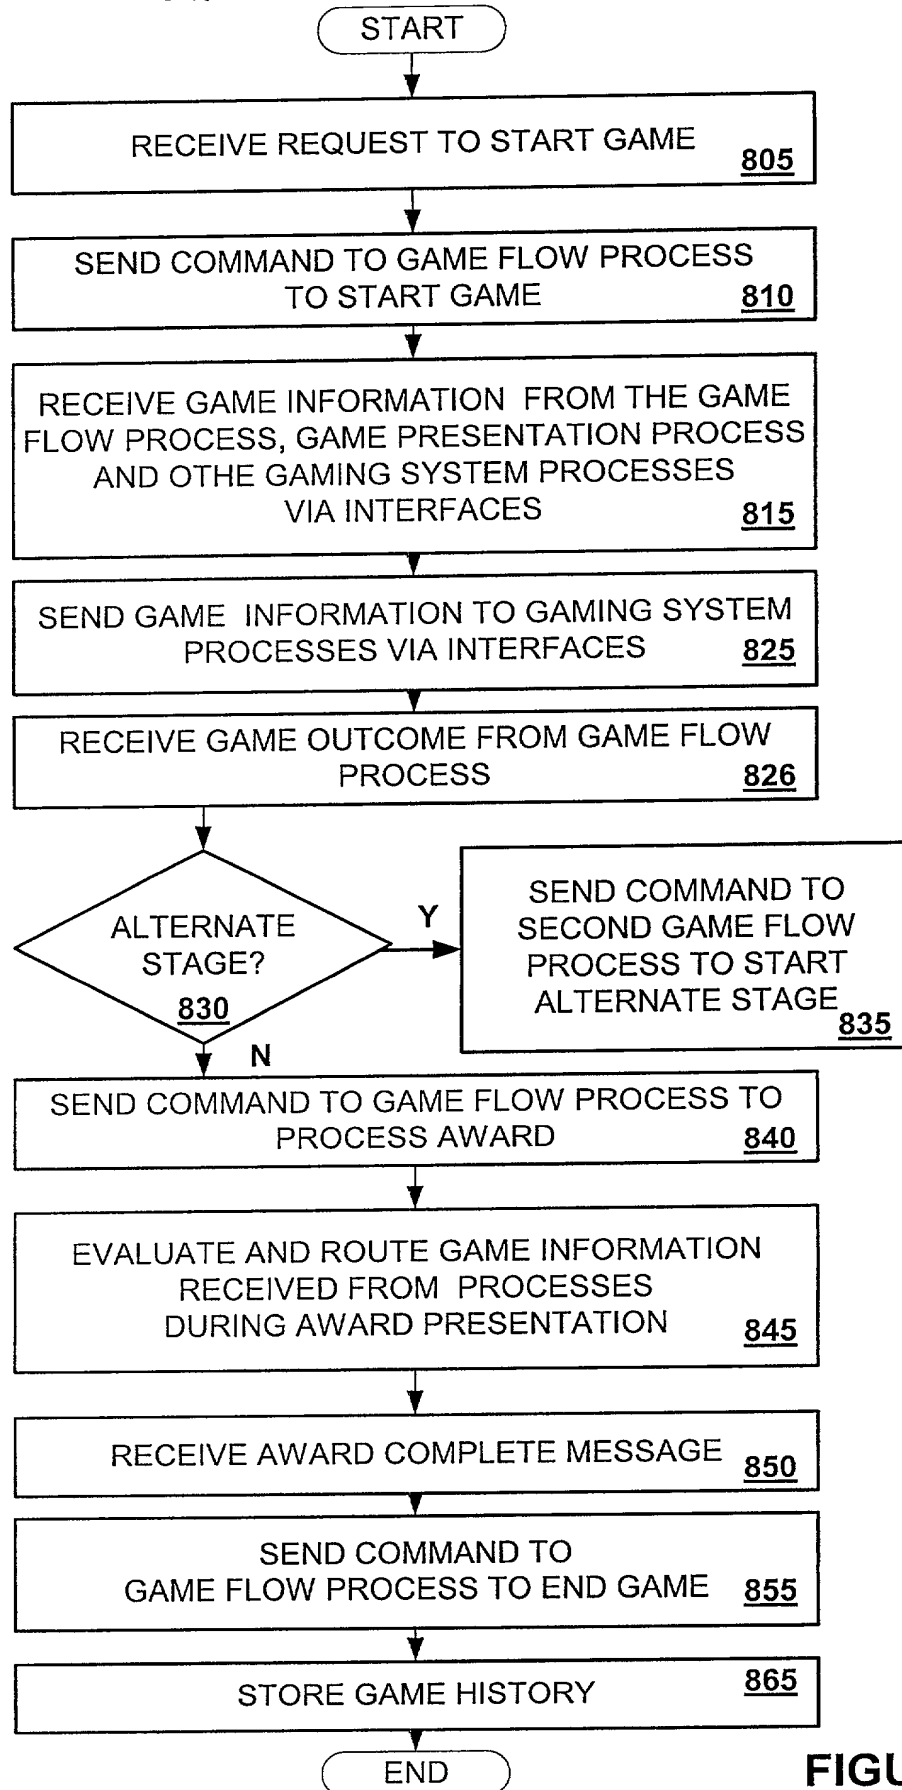 START
RECEIVE REQUEST TO START GAME
805
SEND COMMAND TO GAME FLOW PROCESS
TO START GAME
810
RECEIVE GAME INFORMATION FROM THE GAME
FLOW PROCESS, GAME PRESENTATION PROCESS
AND OTHE GAMING SYSTEM PROCESSES
VIA INTERFACES
815
SEND GAME INFORMATION TO GAMING SYSTEM
PROCESSES VIA INTERFACES
825
RECEIVE GAME OUTCOME FROM GAME FLOW
PROCESS
826
ALTERNATE
STAGE?
830
Y
SEND COMMAND TO
SECOND GAME FLOW
PROCESS TO START
ALTERNATE STAGE
835
N
SEND COMMAND TO GAME FLOW PROCESS TO
PROCESS AWARD
840
EVALUATE AND ROUTE GAME INFORMATION
RECEIVED FROM PROCESSES
DURING AWARD PRESENTATION
845
RECEIVE AWARD COMPLETE MESSAGE
850
SEND COMMAND TO
GAME FLOW PROCESS TO END GAME
855
STORE GAME HISTORY
865
END